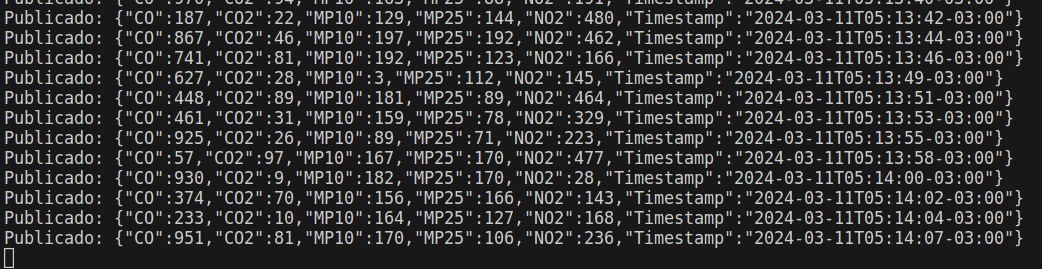 Publicado: {"CO":187,"CO2":22,"MP10":129,"MP25":144,"NO2":480,"Timestamp":"2024-03-11T05:13:42-03:00"}
Publicado: {"CO":867,"CO2":46,"MP10":197,"MP25":192,"NO2":462,"Timestamp":"2024-03-11T05:13:44-03:00"}
Publicado: {"CO":741,"CO2":81,"MP10":192,"MP25":123,"NO2":166,"Timestamp":"2024-03-11T05:13:46-03:00"}
Publicado: {"CO":627,"CO2":28,"MP10":3,"MP25":112,"NO2":145,"Timestamp":"2024-03-11T05:13:49-03:00"}
Publicado: {"CO":448,"CO2":89,"MP10":181,"MP25":89,"NO2":464,"Timestamp":"2024-03-11T05:13:51-03:00"}
Publicado: {"CO":461,"CO2":31,"MP10":159,"MP25":78,"NO2":329,"Timestamp":"2024-03-11T05:13:53-03:00"}
Publicado: {"CO":925,"CO2":26,"MP10":89,"MP25":71,"NO2":223,"Timestamp":"2024-03-11T05:13:55-03:00"}
Publicado: {"CO":57,"CO2":97,"MP10":167,"MP25":170,"NO2":477,"Timestamp":"2024-03-11T05:13:58-03:00"}
Publicado: {"CO":930,"CO2":9,"MP10":182,"MP25":170,"NO2":28,"Timestamp":"2024-03-11T05:14:00-03:00"}
Publicado: {"CO":374,"CO2":70,"MP10":156,"MP25":166,"NO2":143,"Timestamp":"2024-03-11T05:14:02-03:00"}
Publicado: {"CO":233,"CO2":10,"MP10":164,"MP25":127,"NO2":168,"Timestamp":"2024-03-11T05:14:04-03:00"}
Publicado: {"CO":951,"CO2":81,"MP10":170,"MP25":106,"NO2":236,"Timestamp":"2024-03-11T05:14:07-03:00"}